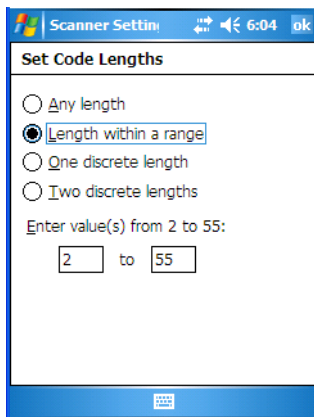 Scanner Settin 6:04 ok
Set Code Lengths
Any length
Length within a range
One discrete length
Two discrete lengths
Enter value(s) from 2 to 55:
2 to 55